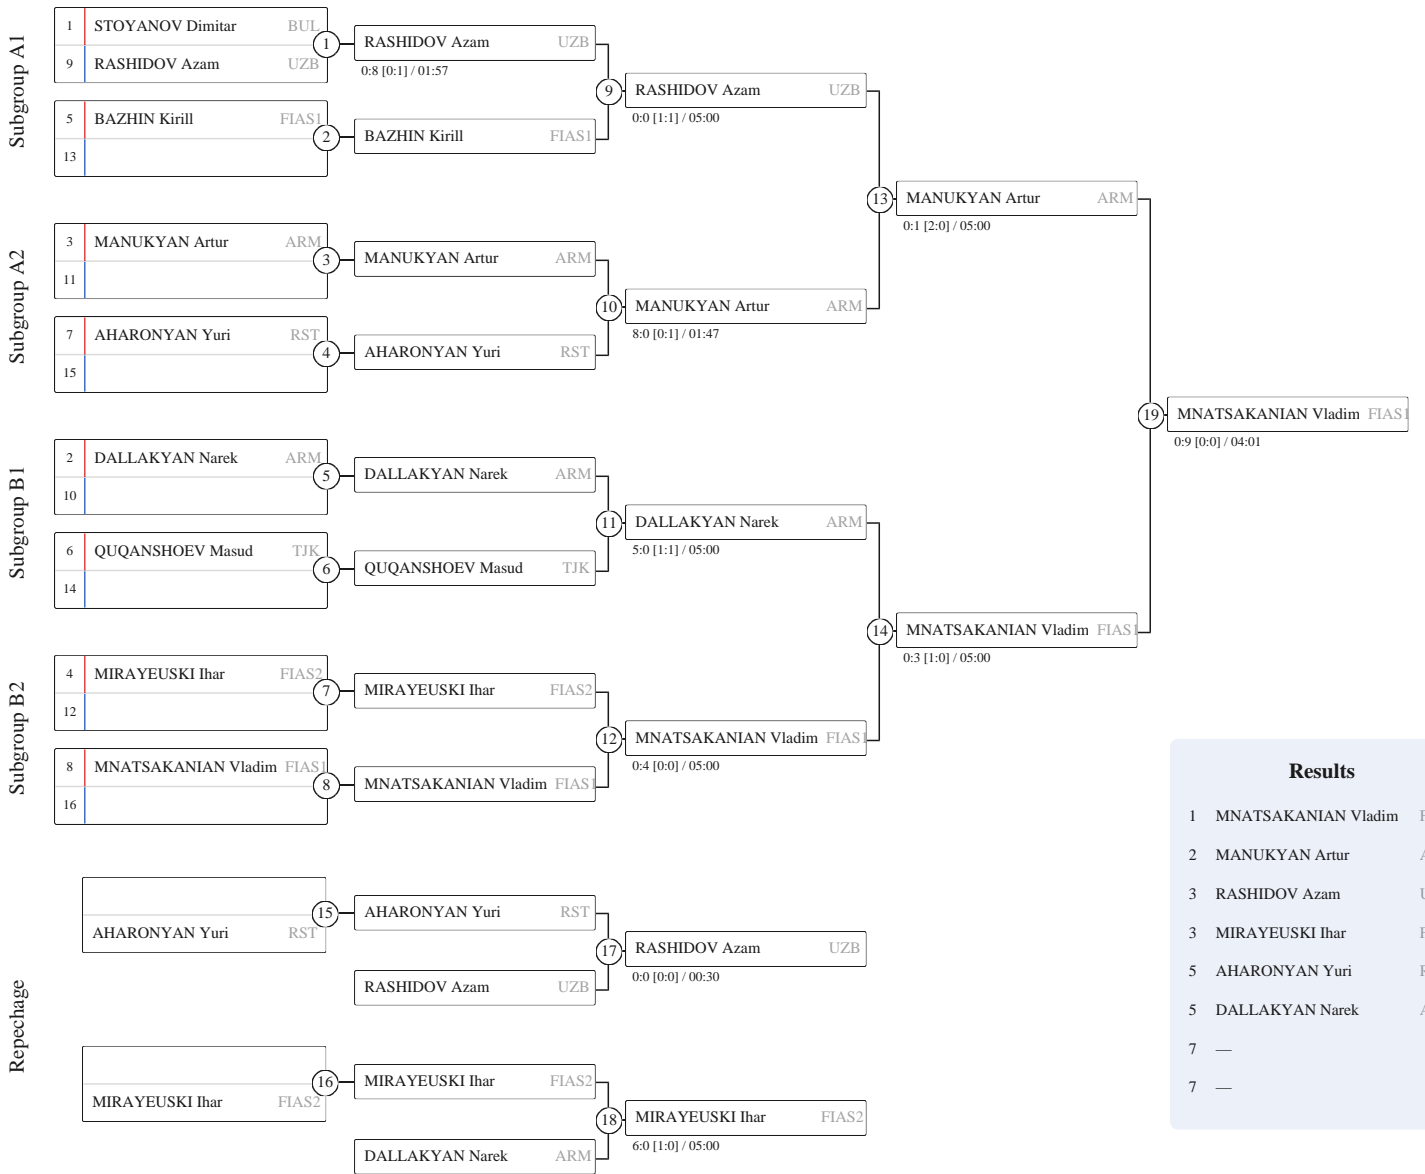 Subgroup A1
1 STOYANOV Dimitar BUL
9 RASHIDOV Azam UZB
1
5 BAZHIN Kirill FIAS1
13
2
RASHIDOV Azam UZB
0:8 [0:1] / 01:57
BAZHIN Kirill FIAS1
9
RASHIDOV Azam UZB
0:0 [1:1] / 05:00
Subgroup A2
3 MANUKYAN Artur ARM
11
3
7 AHARONYAN Yuri RST
15
4
MANUKYAN Artur ARM
AHARONYAN Yuri RST
10
MANUKYAN Artur ARM
8:0 [0:1] / 01:47
13
MANUKYAN Artur ARM
0:1 [2:0] / 05:00
Subgroup B1
2 DALLAKYAN Narek ARM
10
5
6 QUQANSHOEV Masud TJK
14
6
DALLAKYAN Narek ARM
QUQANSHOEV Masud TJK
11
DALLAKYAN Narek ARM
5:0 [1:1] / 05:00
Subgroup B2
4 MIRAYEUSKI Ihar FIAS2
12
7
8 MNATSAKANIAN Vladim FIAS1
16
8
MIRAYEUSKI Ihar FIAS2
MNATSAKANIAN Vladim FIAS1
12
MNATSAKANIAN Vladim FIAS1
0:4 [0:0] / 05:00
14
MNATSAKANIAN Vladim FIAS1
0:3 [1:0] / 05:00
19
MNATSAKANIAN Vladim FIAS1
0:9 [0:0] / 04:01
Repechage
AHARONYAN Yuri RST
15
AHARONYAN Yuri RST
RASHIDOV Azam UZB
17
RASHIDOV Azam UZB
0:0 [0:0] / 00:30
MIRAYEUSKI Ihar FIAS2
16
MIRAYEUSKI Ihar FIAS2
DALLAKYAN Narek ARM
18
MIRAYEUSKI Ihar FIAS2
6:0 [1:0] / 05:00
Results
1 MNATSAKANIAN Vladim
2 MANUKYAN Artur
3 RASHIDOV Azam
3 MIRAYEUSKI Ihar
5 AHARONYAN Yuri
5 DALLAKYAN Narek
7 —
7 —